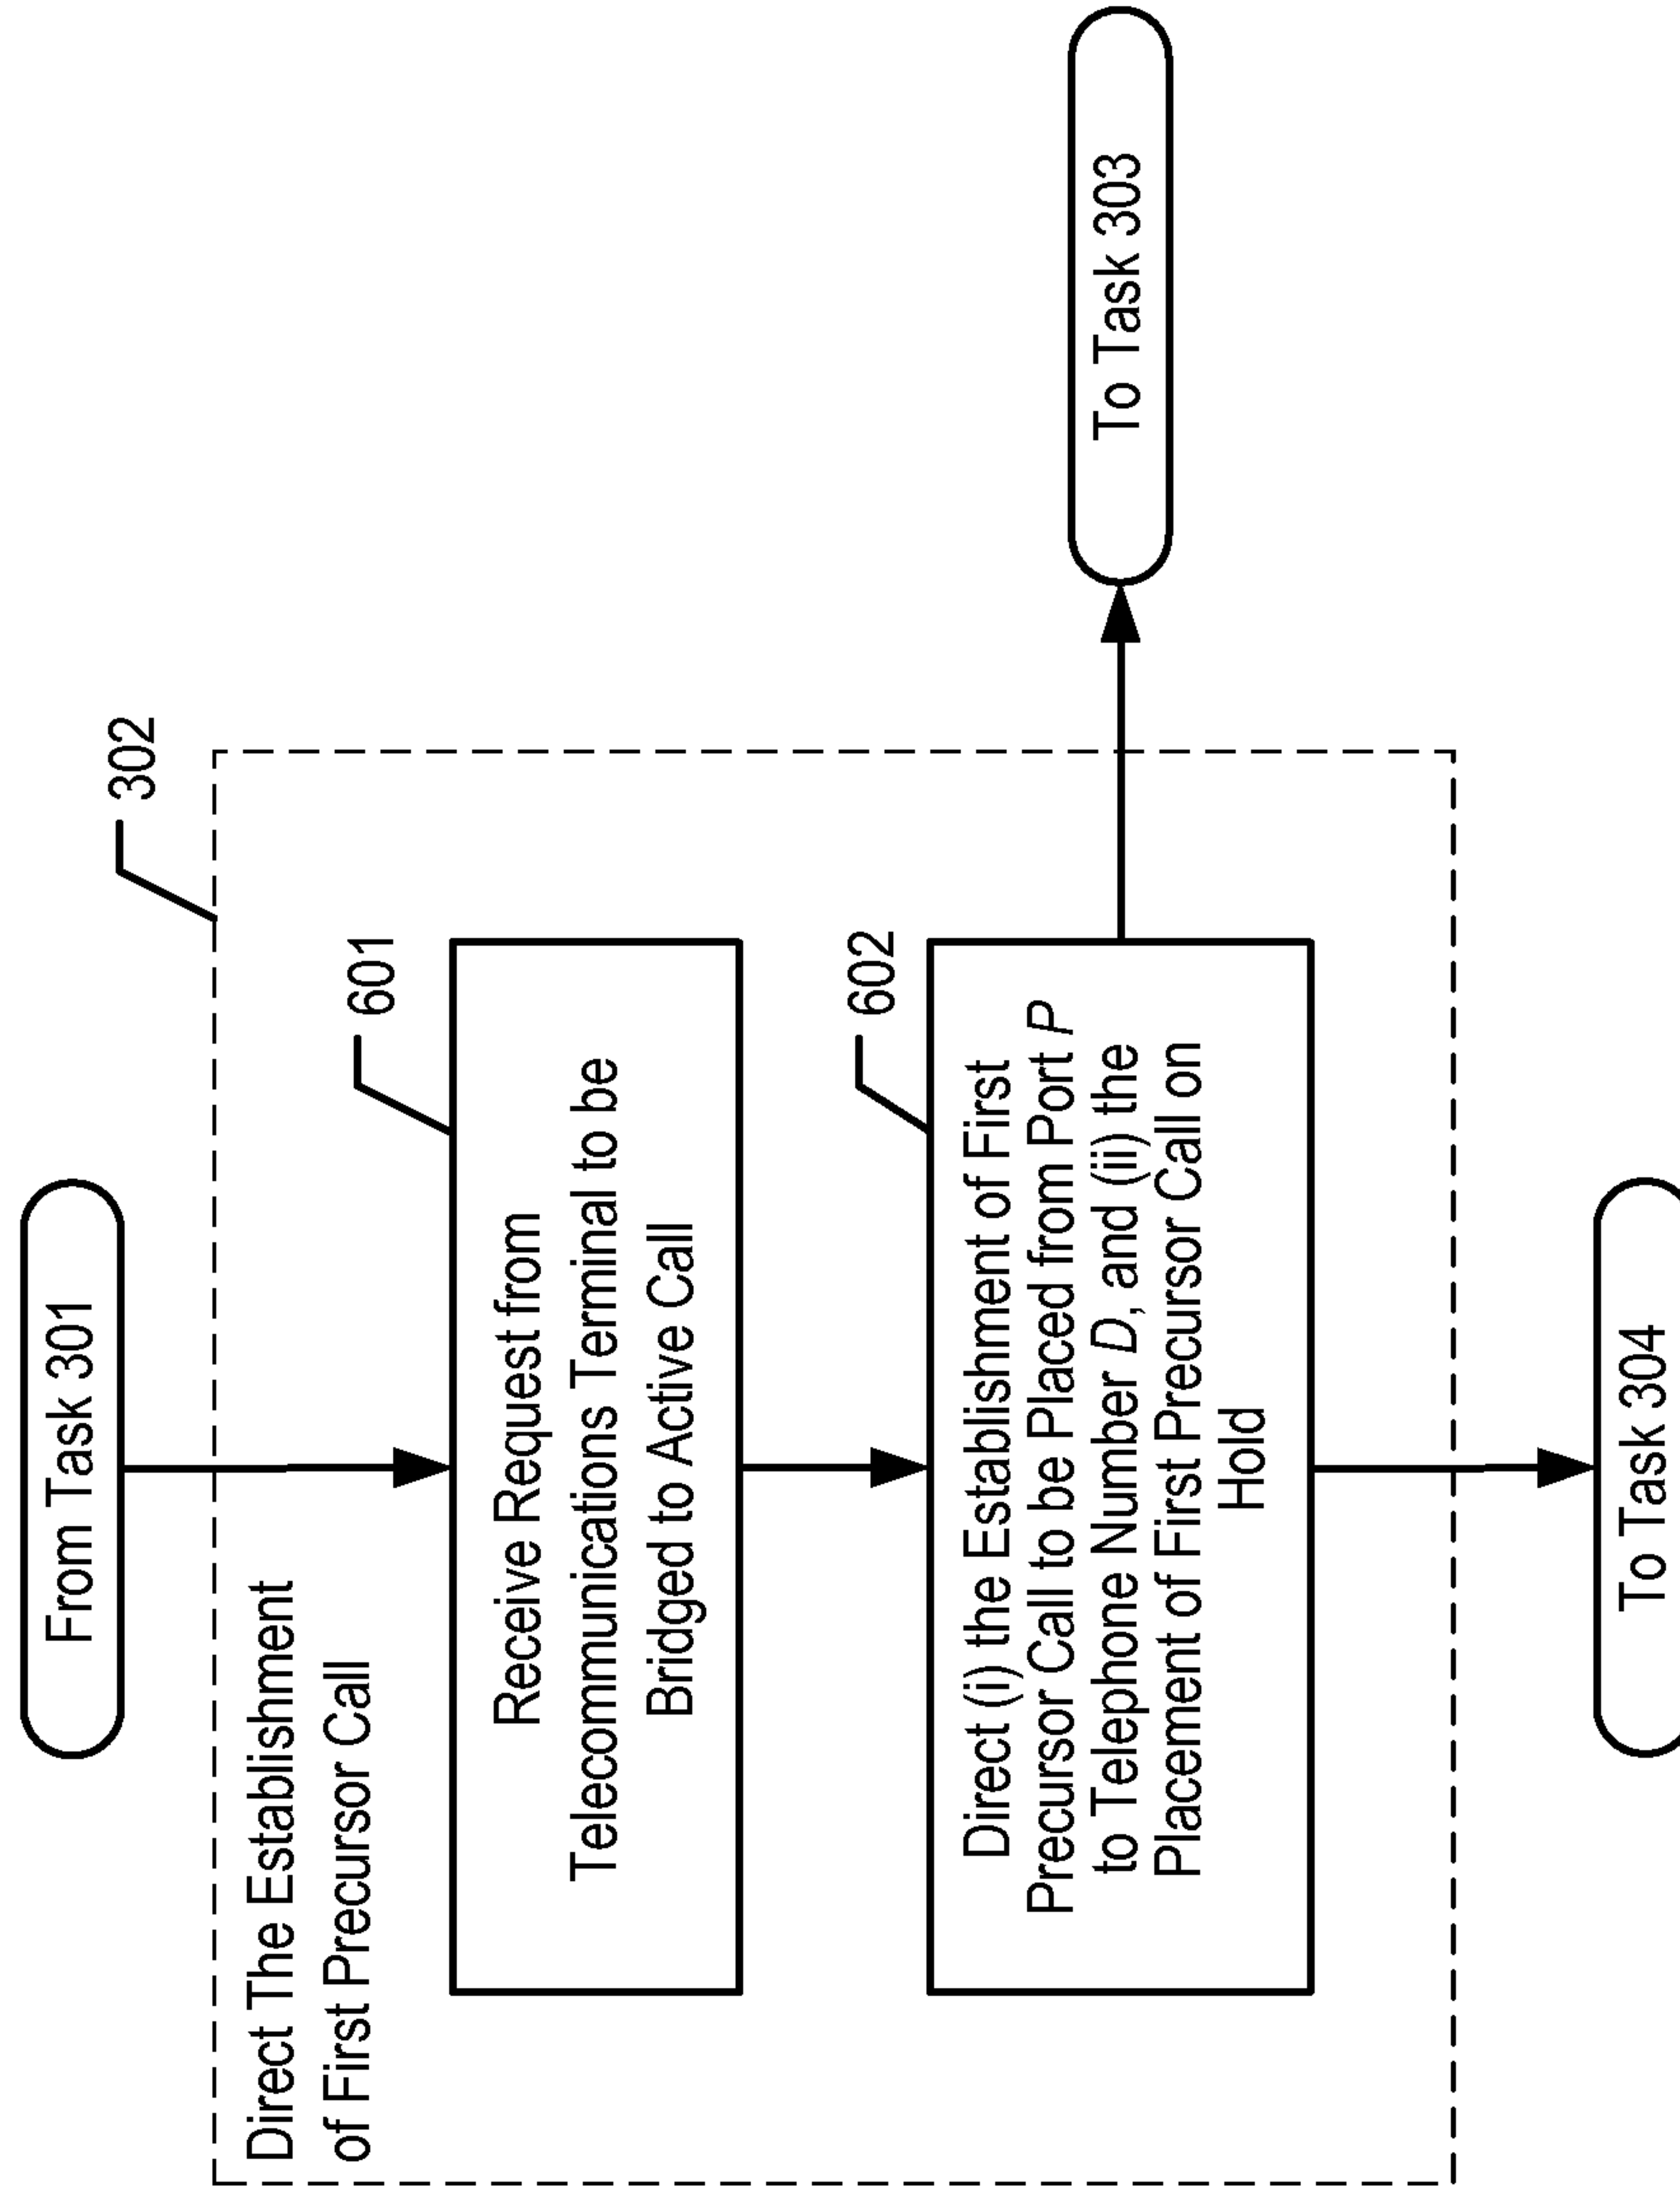 From Task 301
302
Direct The Establishment
of First Precursor Call
601
Receive Request from
Telecommunications Terminal to be
Bridged to Active Call
602
Direct (i) the Establishment of First
Precursor Call to be Placed from Port P
to Telephone Number D, and (ii) the
Placement of First Precursor Call on
Hold
To Task 303
To Task 304